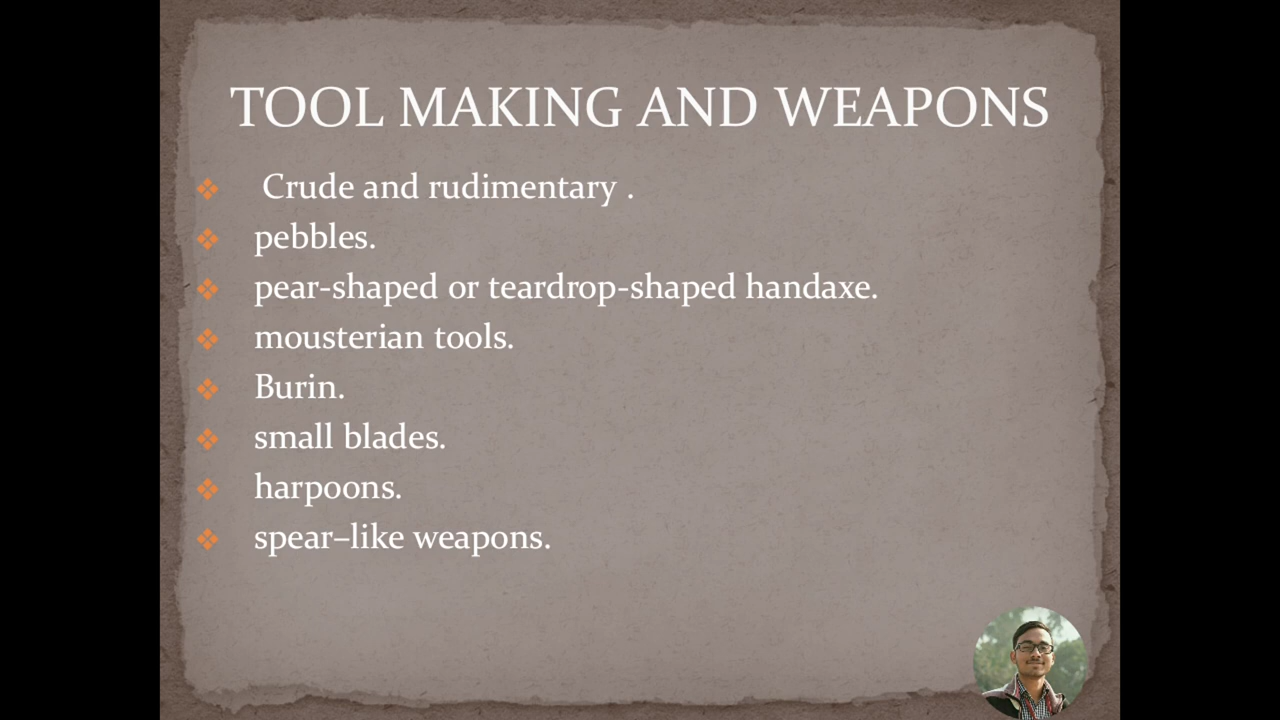 TOOL MAKING AND WEAPONS
Crude and rudimentary .
pebbles.
pear-shaped or teardrop-shaped handaxe.
mousterian tools.
Burin.
small blades.
harpoons.
spear–like weapons.